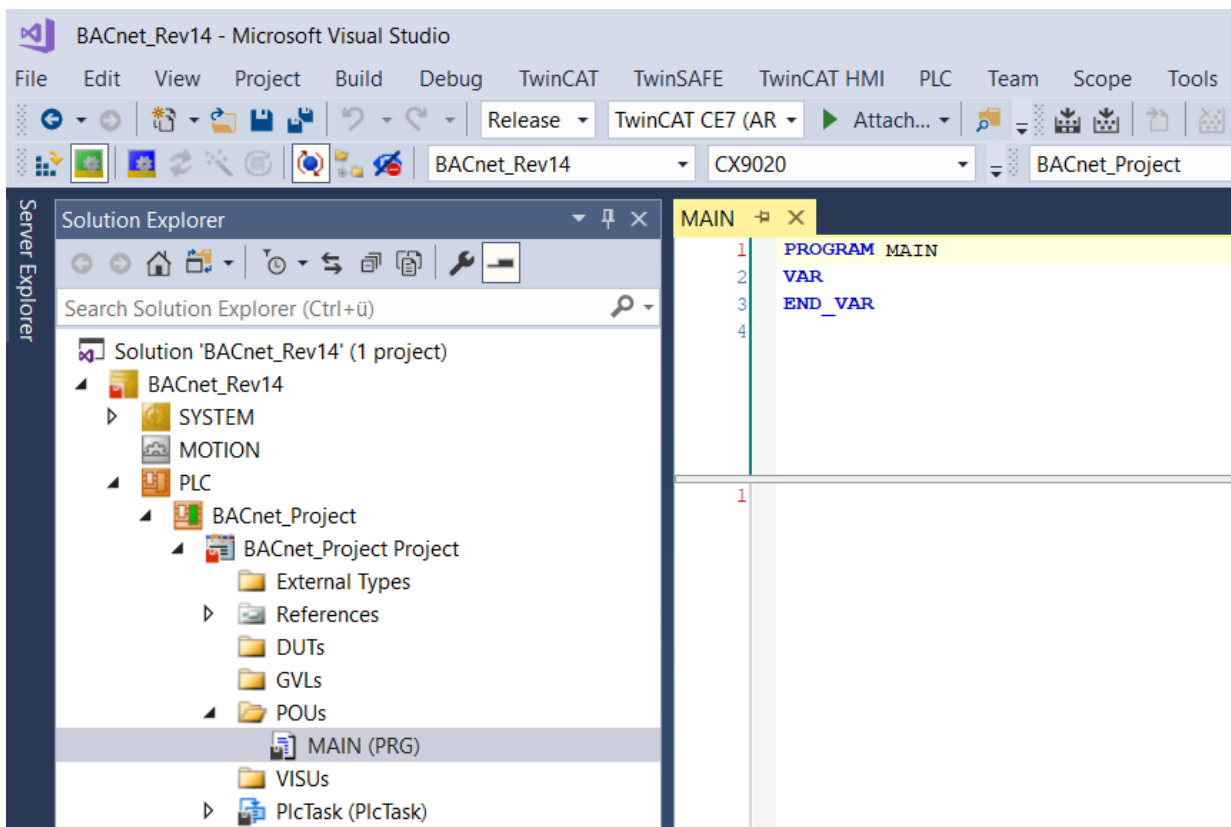 BACnet_Rev14 - Microsoft Visual Studio
File Edit View Project Build Debug TwinCAT TwinSAFE TwinCAT HMI PLC Team Scope Tools
Release TwinCAT CE7 (AR Attach...
BACnet_Rev14 CX9020 BACnet_Project
Server Explorer
Solution Explorer
Search Solution Explorer (Ctrl+ü)
Solution 'BACnet_Rev14' (1 project)
BACnet_Rev14
SYSTEM
MOTION
PLC
BACnet_Project
BACnet_Project Project
External Types
References
DUTs
GVLs
POUs
MAIN (PRG)
VISUs
PlcTask (PlcTask)
MAIN
1 PROGRAM MAIN
2 VAR
3 END_VAR
4
1